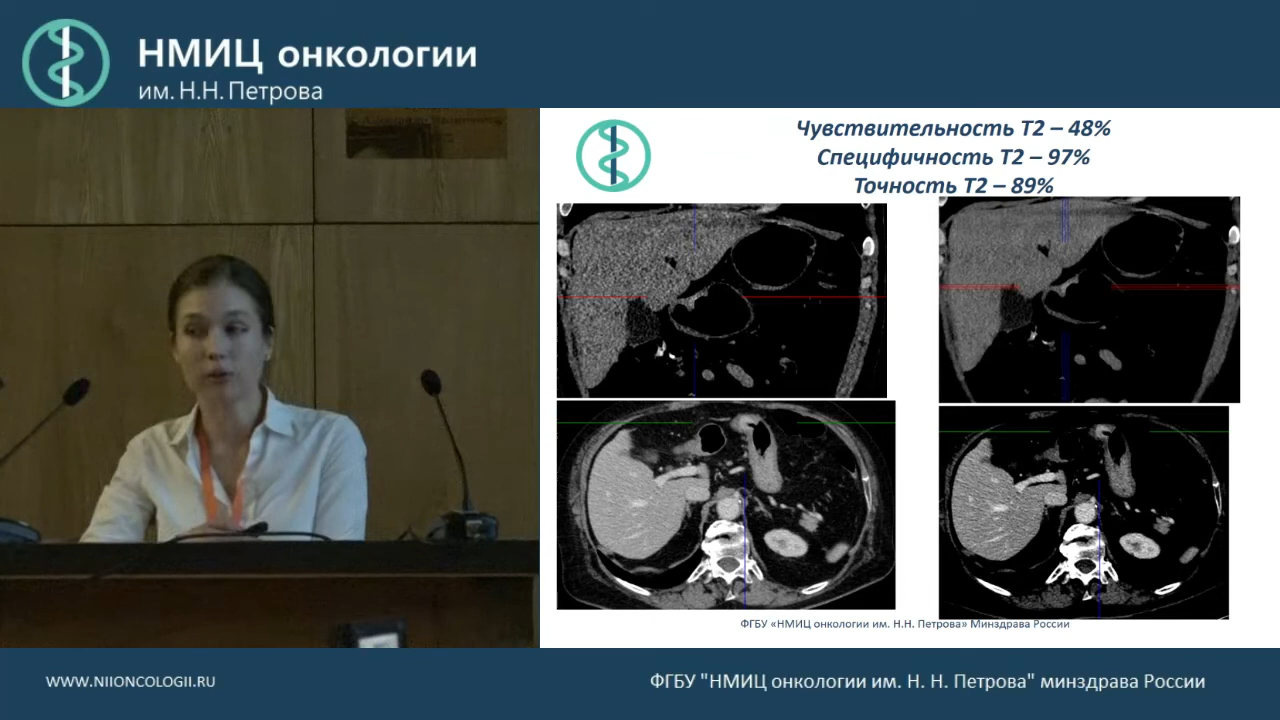 НМИЦ онкологии
им. Н.Н. Петрова
Чувствительность Т2 – 48%
Специфичность Т2 – 97%
Точность Т2 – 89%
ФГБУ «НМИЦ онкологии им. Н.Н. Петрова» Минздрава России
WWW.NIIONCOLOGII.RU
ФГБУ "НМИЦ онкологии им. Н. Н. Петрова" минздрава России